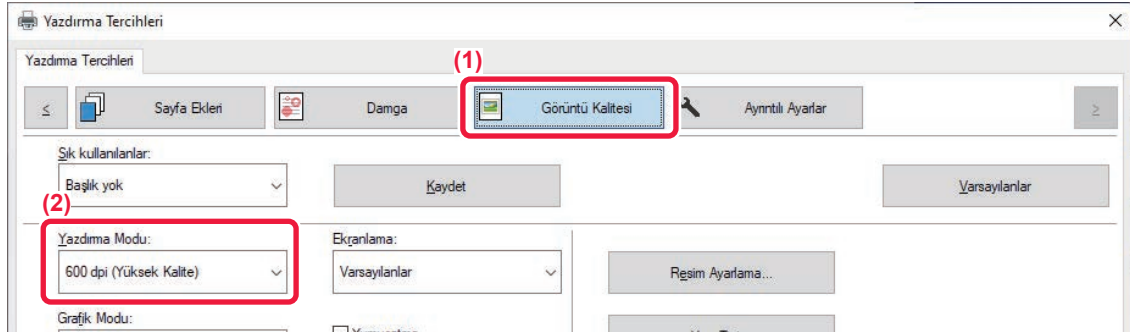 Yazdırma Tercihleri
Yazdırma Tercihleri
(1)
< Sayfa Ekleri Damga Görüntü Kalitesi Ayrıntılı Ayarlar >
Sık kullanılanlar:
Başlık yok Kaydet Varsayılanlar
(2)
Yazdırma Modu: Ekranlama:
600 dpi (Yüksek Kalite) Varsayılanlar Resim Ayarlama...
Grafik Modu: